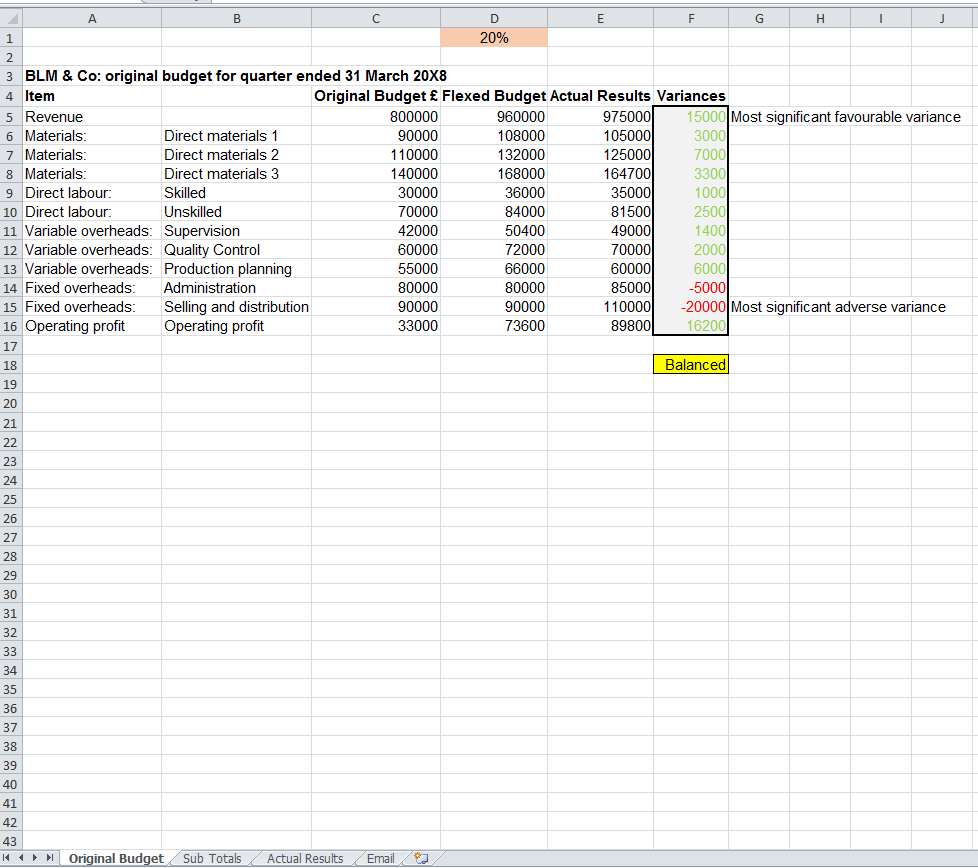 A B C D E F G H I J
1 20%
2
3 BLM & Co: original budget for quarter ended 31 March 20X8
4 Item Original Budget £ Flexed Budget Actual Results Variances
5 Revenue 800000 960000 975000 15000 Most significant favourable variance
6 Materials: Direct materials 1 90000 108000 105000 3000
7 Materials: Direct materials 2 110000 132000 125000 7000
8 Materials: Direct materials 3 140000 168000 164700 3300
9 Direct labour: Skilled 30000 36000 35000 1000
10 Direct labour: Unskilled 70000 84000 81500 2500
11 Variable overheads: Supervision 42000 50400 49000 1400
12 Variable overheads: Quality Control 60000 72000 70000 2000
13 Variable overheads: Production planning 55000 66000 60000 6000
14 Fixed overheads: Administration 80000 80000 85000 -5000
15 Fixed overheads: Selling and distribution 90000 90000 110000 -20000 Most significant adverse variance
16 Operating profit Operating profit 33000 73600 89800 16200
17
18 Balanced
19
20
21
22
23
24
25
26
27
28
29
30
31
32
33
34
35
36
37
38
39
40
41
42
43
Original Budget Sub Totals Actual Results Email